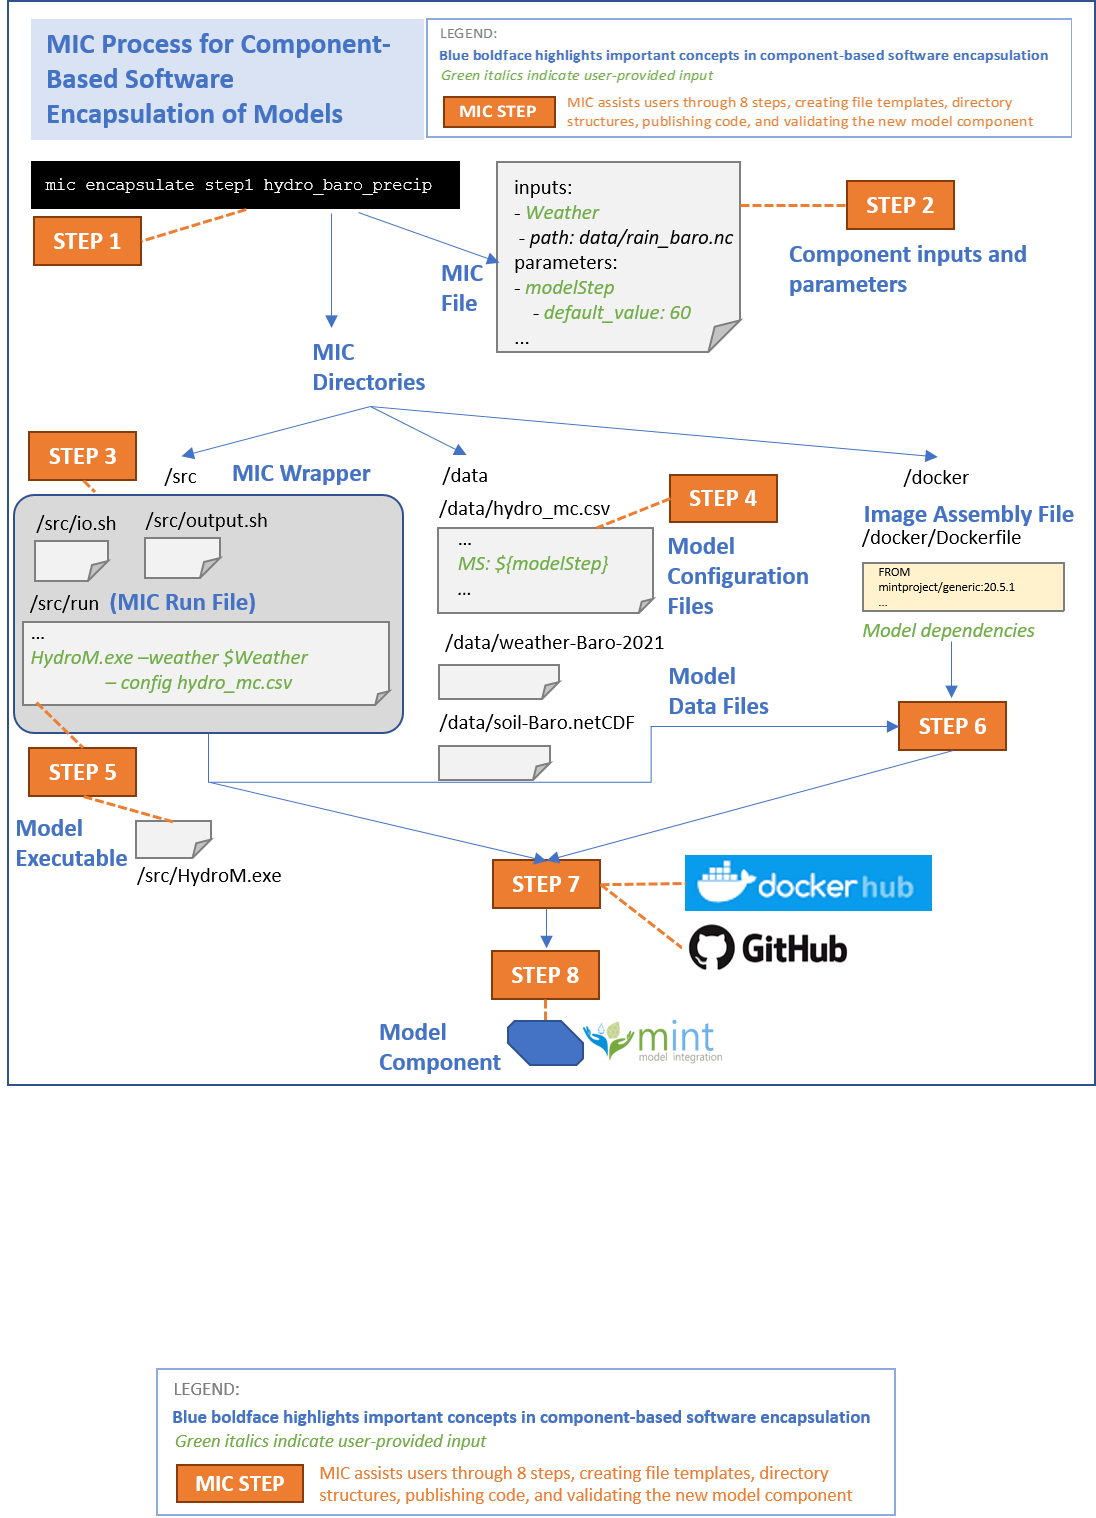 MIC Process for Component-
Based Software
Encapsulation of Models
LEGEND:
Blue boldface highlights important concepts in component-based software encapsulation
Green italics indicate user-provided input
MIC STEP
MIC assists users through 8 steps, creating file templates, directory
structures, publishing code, and validating the new model component
mic encapsulate step1 hydro_baro_precip
STEP 1
MIC
File
inputs:
- Weather
- path: data/rain_baro.nc
parameters:
- modelStep
- default_value: 60
...
STEP 2
Component inputs and
parameters
MIC
Directories
STEP 3
/src
MIC Wrapper
/src/io.sh
/src/output.sh
/src/run (MIC Run File)
...
HydroM.exe –weather $Weather
– config hydro_mc.csv
/data
/data/hydro_mc.csv
...
MS: ${modelStep}
...
STEP 4
Model
Configuration
Files
/data/weather-Baro-2021
Model
Data Files
/data/soil-Baro.netCDF
/docker
Image Assembly File
/docker/Dockerfile
FROM
mintproject/generic:20.5.1
...
Model dependencies
STEP 6
STEP 5
Model
Executable
/src/HydroM.exe
STEP 7
docker hub
GitHub
STEP 8
Model
Component
mint
model integration
LEGEND:
Blue boldface highlights important concepts in component-based software encapsulation
Green italics indicate user-provided input
MIC STEP
MIC assists users through 8 steps, creating file templates, directory
structures, publishing code, and validating the new model component